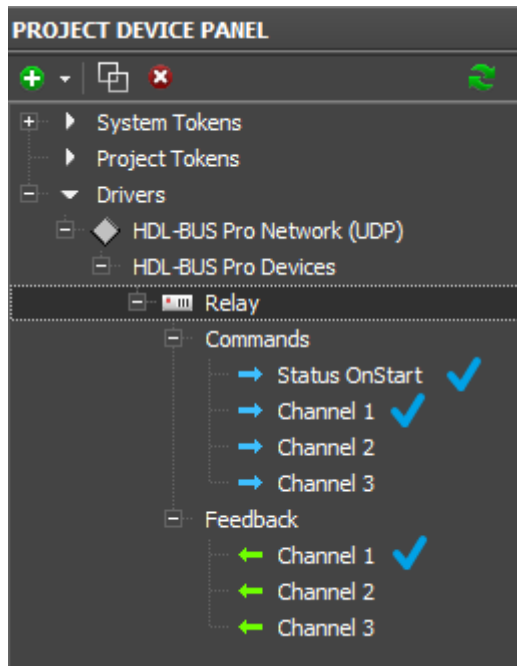 PROJECT DEVICE PANEL
System Tokens
Project Tokens
Drivers
HDL-BUS Pro Network (UDP)
HDL-BUS Pro Devices
Relay
Commands
Status OnStart
Channel 1
Channel 2
Channel 3
Feedback
Channel 1
Channel 2
Channel 3